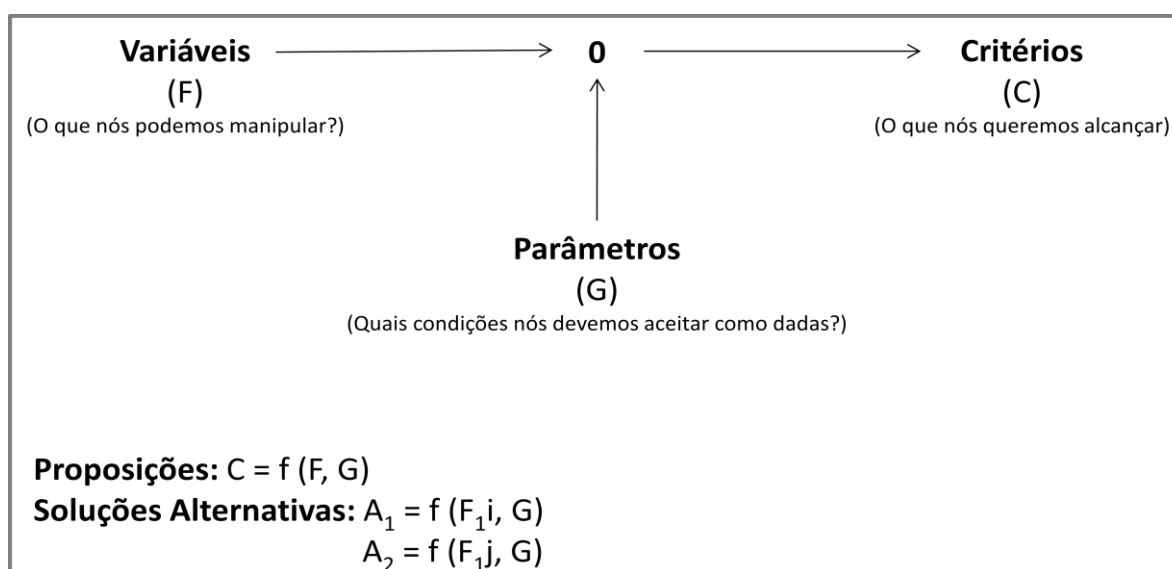 Variáveis 0 Critérios
(F) (C)
(O que nós podemos manipular?) (O que nós queremos alcançar)
Parâmetros
(G)
(Quais condições nós devemos aceitar como dadas?)
Proposições: C = f (F, G)
Soluções Alternativas: A₁ = f (F₁i, G)
A₂ = f (F₁j, G)